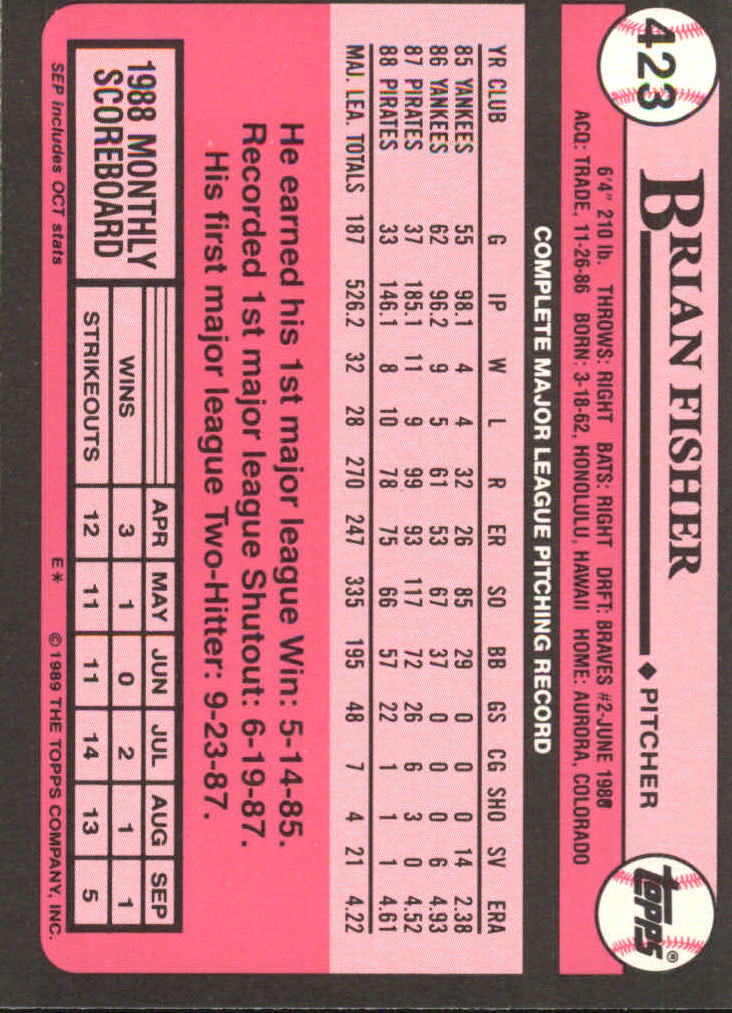 423
BRIAN FISHER ♦ PITCHER
topps®
6'4" 210 lb. THROWS: RIGHT BATS: RIGHT DRFT: BRAVES #2-JUNE 1980
ACQ: TRADE, 11-26-86 BORN: 3-18-62, HONOLULU, HAWAII HOME: AURORA, COLORADO
COMPLETE MAJOR LEAGUE PITCHING RECORD
YR CLUB G IP W L R ER SO BB GS CG SHO SV ERA
85 YANKEES 55 98.1 4 4 32 26 85 29 0 0 0 14 2.38
86 YANKEES 62 96.2 9 5 61 53 67 37 0 0 0 6 4.93
87 PIRATES 37 185.1 11 9 99 93 117 72 26 6 3 0 4.52
88 PIRATES 33 146.1 8 10 78 75 66 57 22 1 1 1 4.61
MAJ. LEA. TOTALS 187 526.2 32 28 270 247 335 195 48 7 4 21 4.22
He earned his 1st major league Win: 5-14-85.
Recorded 1st major league Shutout: 6-19-87.
His first major league Two-Hitter: 9-23-87.
1988 MONTHLY
SCOREBOARD
APR MAY JUN JUL AUG SEP
WINS 3 1 0 2 1 1
STRIKEOUTS 12 11 11 14 13 5
SEP includes OCT stats E* © 1989 THE TOPPS COMPANY, INC.